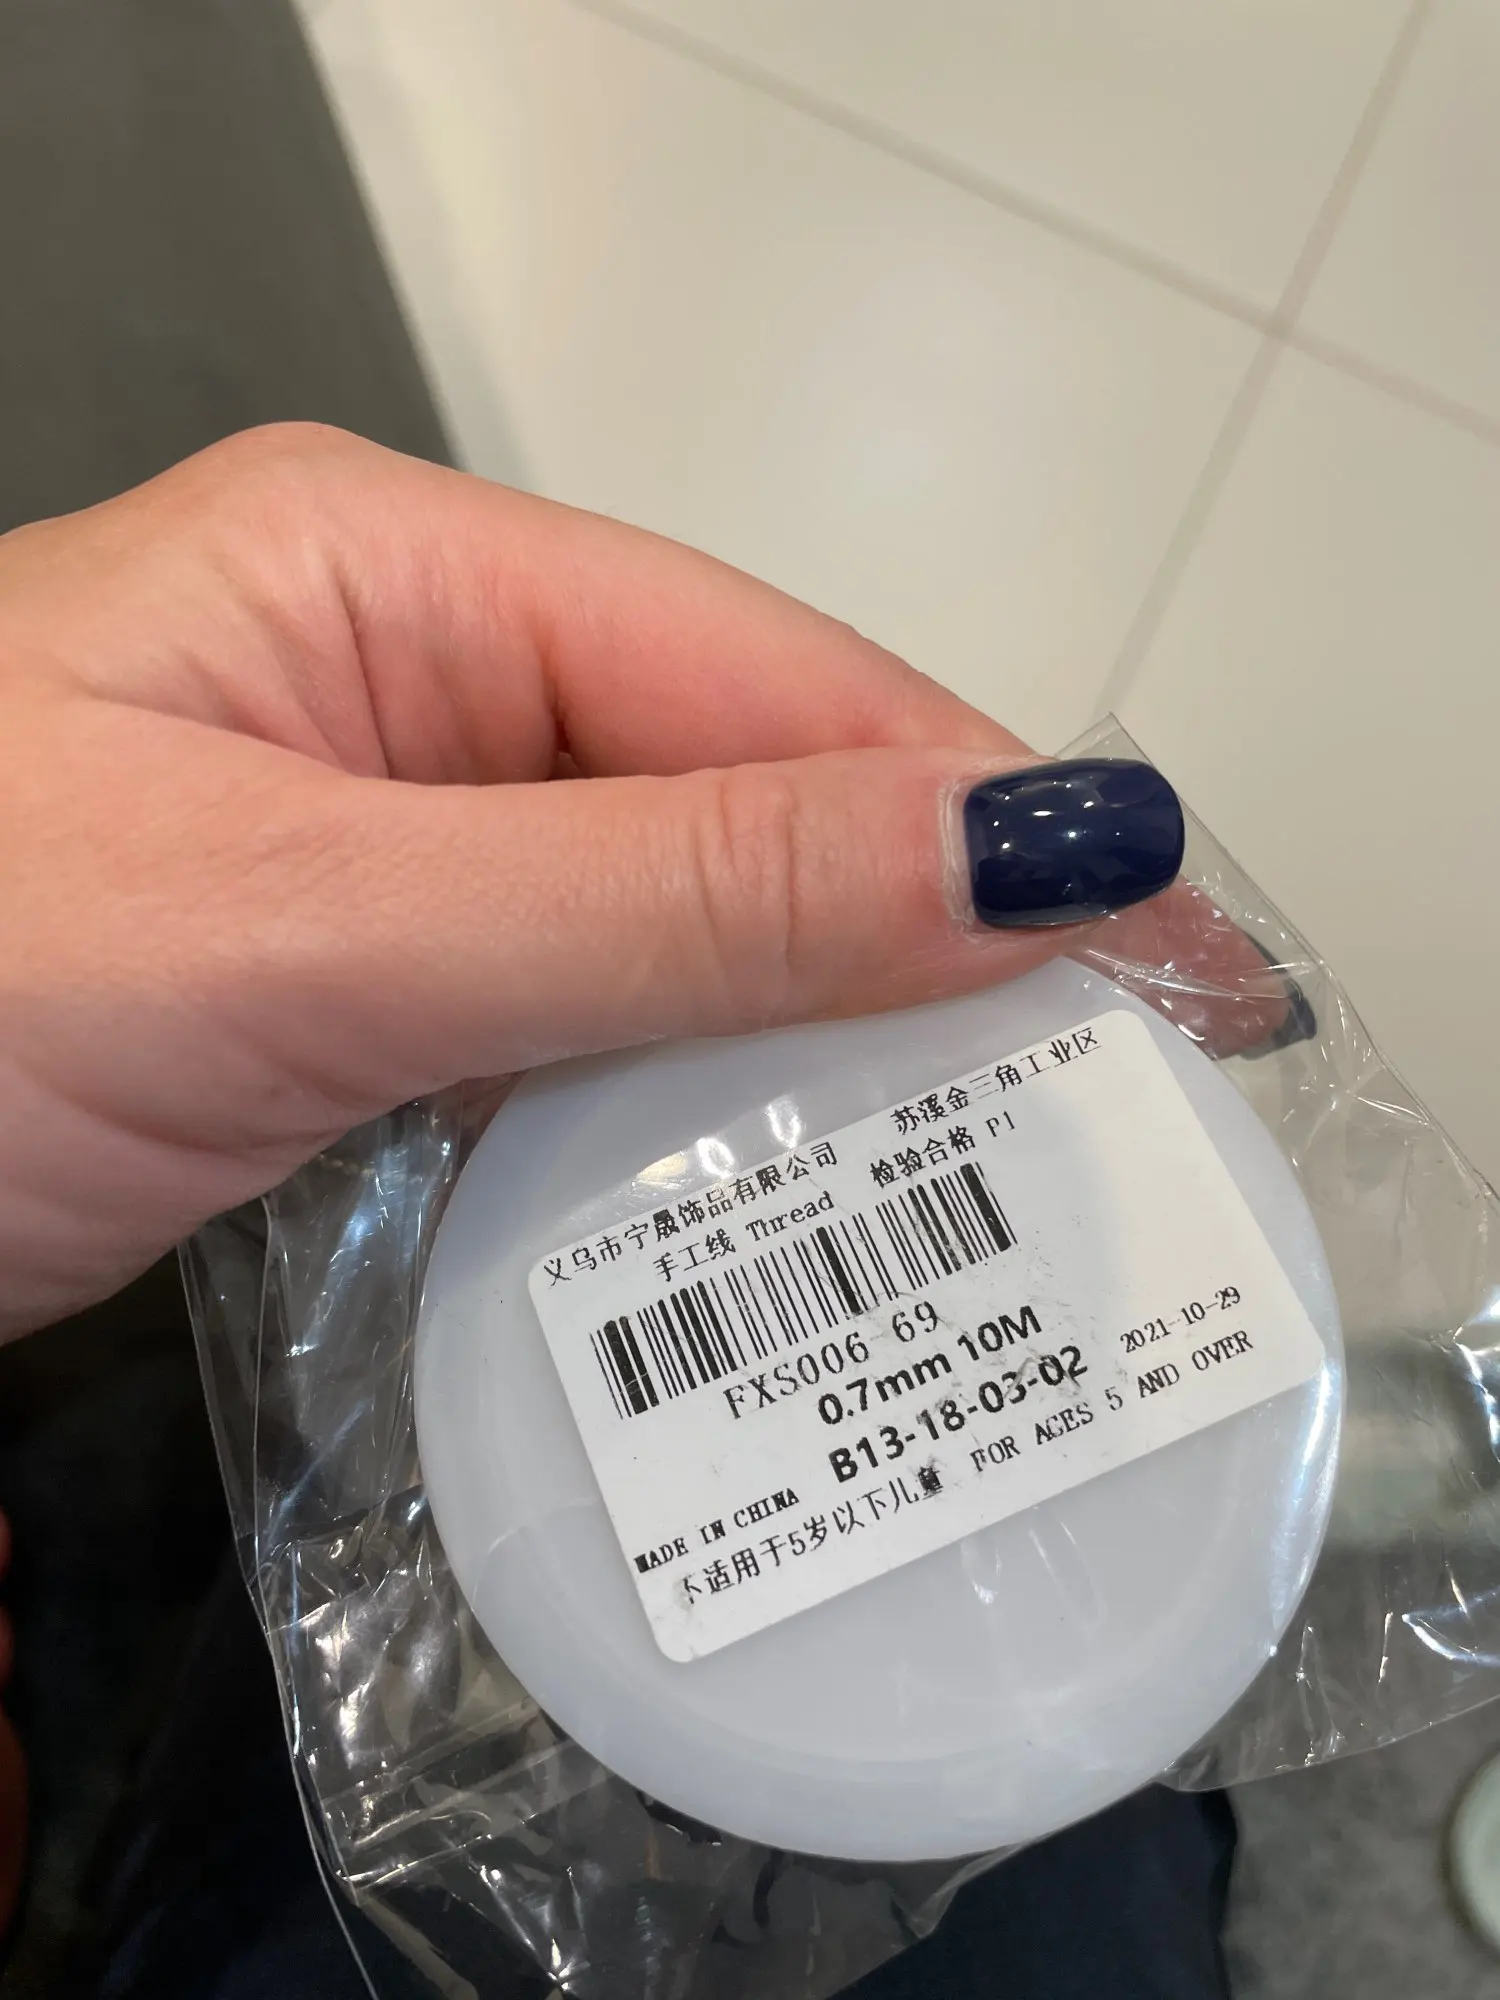 义乌市宁晟饰品有限公司 苏溪金三角工业区
手工线 Thread 检验合格 P1
FXS006 69
0.7mm 10M
B13-18-03-02 2021-10-29
MADE IN CHINA FOR AGES 5 AND OVER
不适用于5岁以下儿童